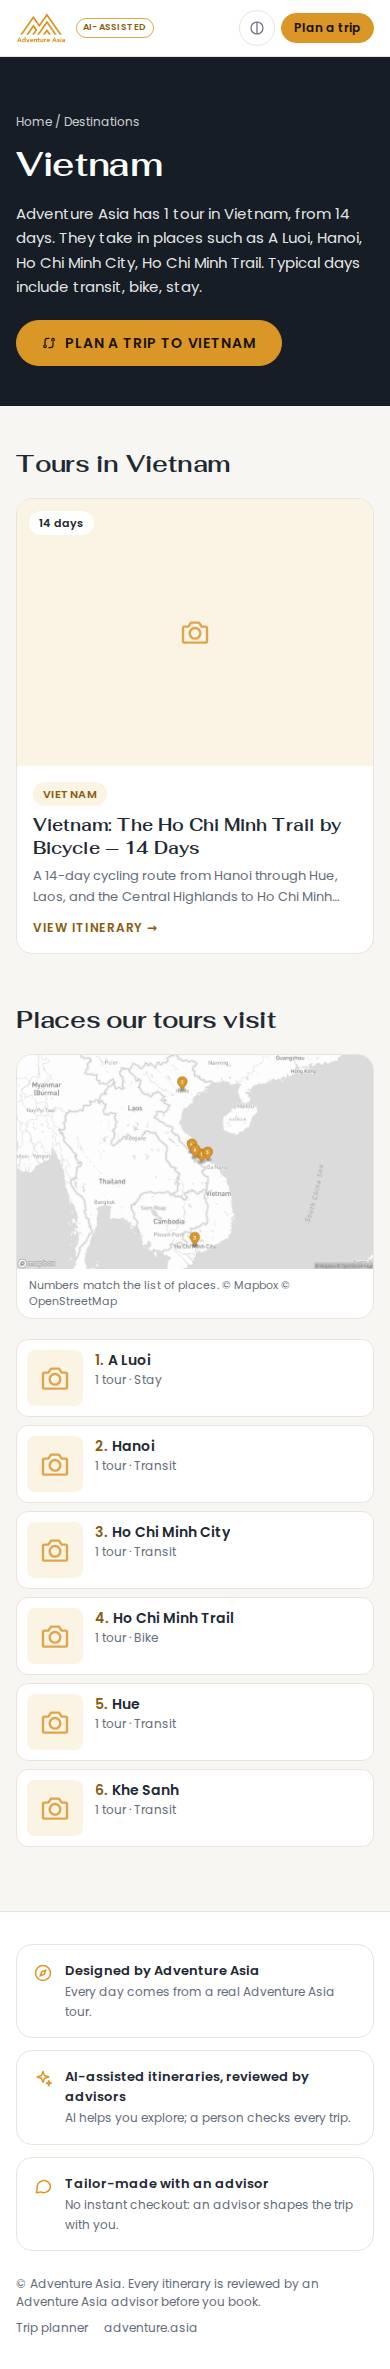 Adventure Asia
AI-ASSISTED
Plan a trip
Home / Destinations
Vietnam
Adventure Asia has 1 tour in Vietnam, from 14
days. They take in places such as A Luoi, Hanoi,
Ho Chi Minh City, Ho Chi Minh Trail. Typical days
include transit, bike, stay.
PLAN A TRIP TO VIETNAM
Tours in Vietnam
14 days
VIETNAM
Vietnam: The Ho Chi Minh Trail by
Bicycle — 14 Days
A 14-day cycling route from Hanoi through Hue,
Laos, and the Central Highlands to Ho Chi Minh…
VIEW ITINERARY →
Places our tours visit
Guangzhou
Nanning
Hong Kong
Myanmar
(Burma)
Laos
Thailand
Vietnam
Bangkok
Cambodia
South China Sea
Ho Chi Minh City
mapbox
Numbers match the list of places. © Mapbox ©
OpenStreetMap
1. A Luoi
1 tour · Stay
2. Hanoi
1 tour · Transit
3. Ho Chi Minh City
1 tour · Transit
4. Ho Chi Minh Trail
1 tour · Bike
5. Hue
1 tour · Transit
6. Khe Sanh
1 tour · Transit
Designed by Adventure Asia
Every day comes from a real Adventure Asia
tour.
AI-assisted itineraries, reviewed by
advisors
AI helps you explore; a person checks every trip.
Tailor-made with an advisor
No instant checkout: an advisor shapes the trip
with you.
© Adventure Asia. Every itinerary is reviewed by an
Adventure Asia advisor before you book.
Trip planner adventure.asia